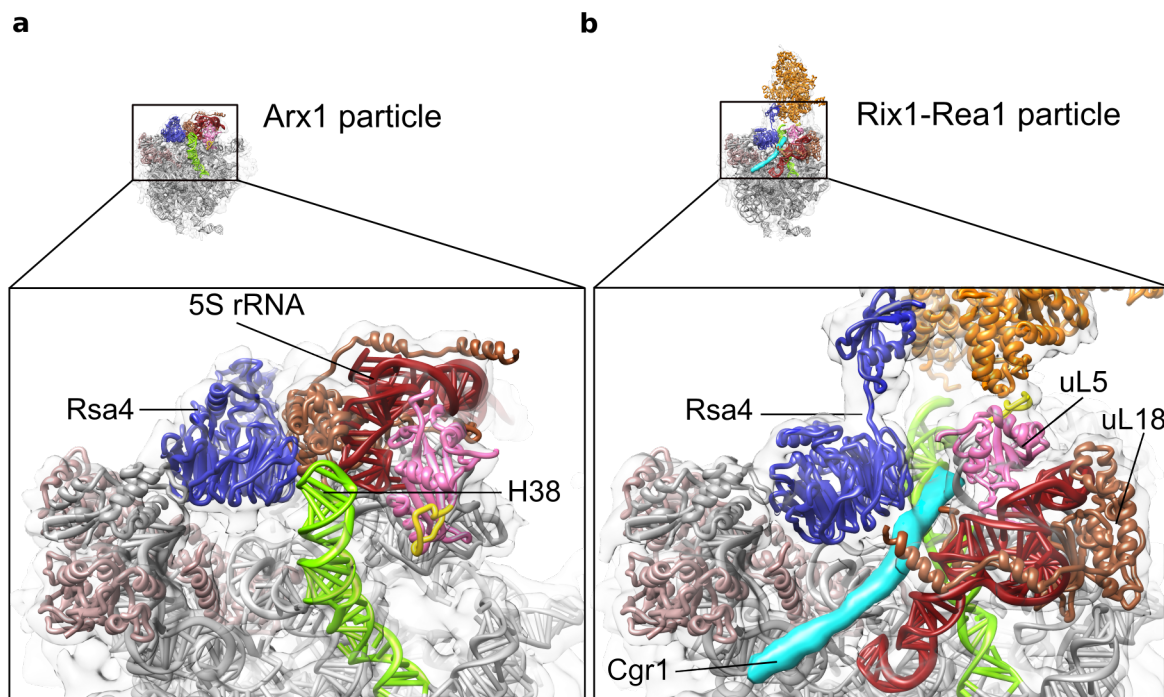 a
Arx1 particle
5S rRNA
Rsa4
H38
b
Rix1-Rea1 particle
Rsa4
uL5
uL18
Cgr1